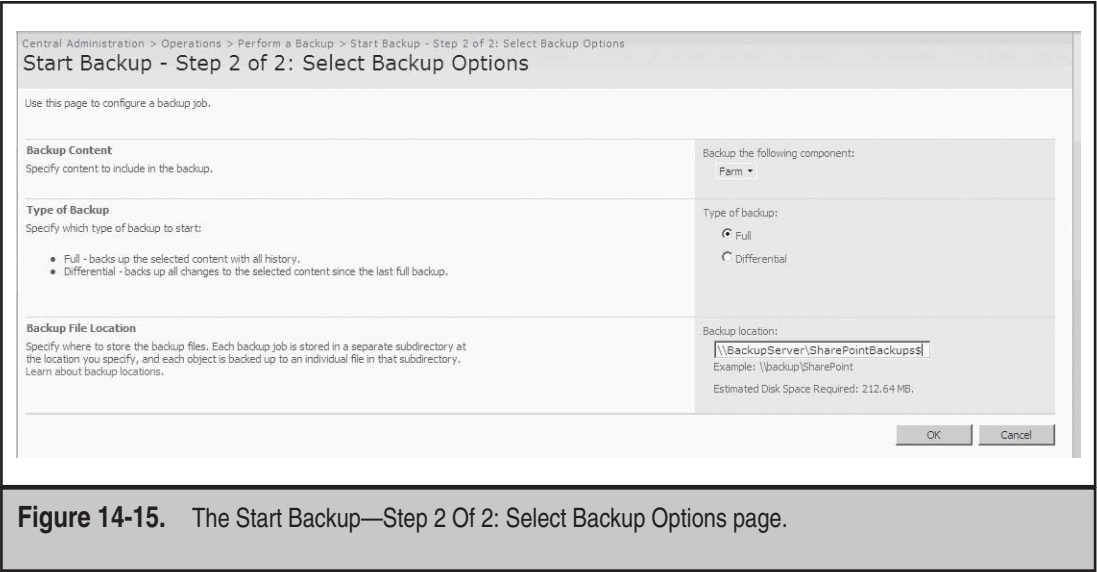 Central Administration > Operations > Perform a Backup > Start Backup - Step 2 of 2: Select Backup Options
Start Backup - Step 2 of 2: Select Backup Options
Use this page to configure a backup job.
Backup Content
Specify content to include in the backup.
Backup the following component:
Farm
Type of Backup
Specify which type of backup to start:
• Full - backs up the selected content with all history.
• Differential - backs up all changes to the selected content since the last full backup.
Type of backup:
Full
Differential
Backup File Location
Specify where to store the backup files. Each backup job is stored in a separate subdirectory at
the location you specify, and each object is backed up to an individual file in that subdirectory.
Learn about backup locations.
Backup location:
\\BackupServer\SharePointBackups$
Example: \\backup\SharePoint
Estimated Disk Space Required: 212.64 MB.
OK
Cancel
Figure 14-15. The Start Backup—Step 2 Of 2: Select Backup Options page.